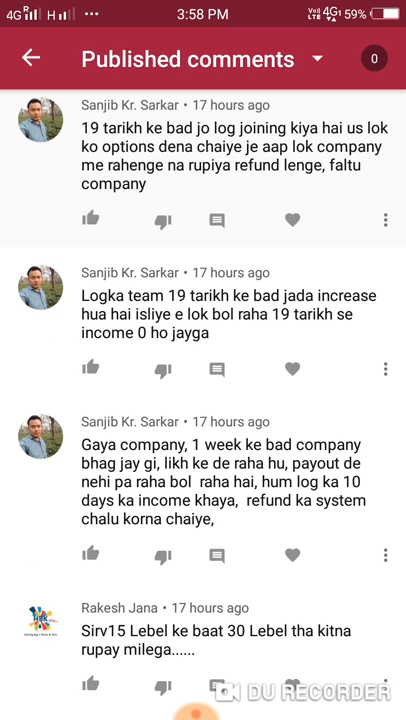 4G R H ••• VoI) LTE 4G1 3:58 PM 59%
Published comments 0
Sanjib Kr. Sarkar • 17 hours ago
19 tarikh ke bad jo log joining kiya hai us lok
ko options dena chaiye je aap lok company
me rahenge na rupiya refund lenge, faltu
company
Sanjib Kr. Sarkar • 17 hours ago
Logka team 19 tarikh ke bad jada increase
hua hai isliye e lok bol raha 19 tarikh se
income 0 ho jayga
Sanjib Kr. Sarkar • 17 hours ago
Gaya company, 1 week ke bad company
bhag jay gi, likh ke de raha hu, payout de
nehi pa raha bol raha hai, hum log ka 10
days ka income khaya, refund ka system
chalu korna chaiye,
Rakesh Jana • 17 hours ago
Sirv15 Lebel ke baat 30 Lebel tha kitna
rupay milega......
DU RECORDER